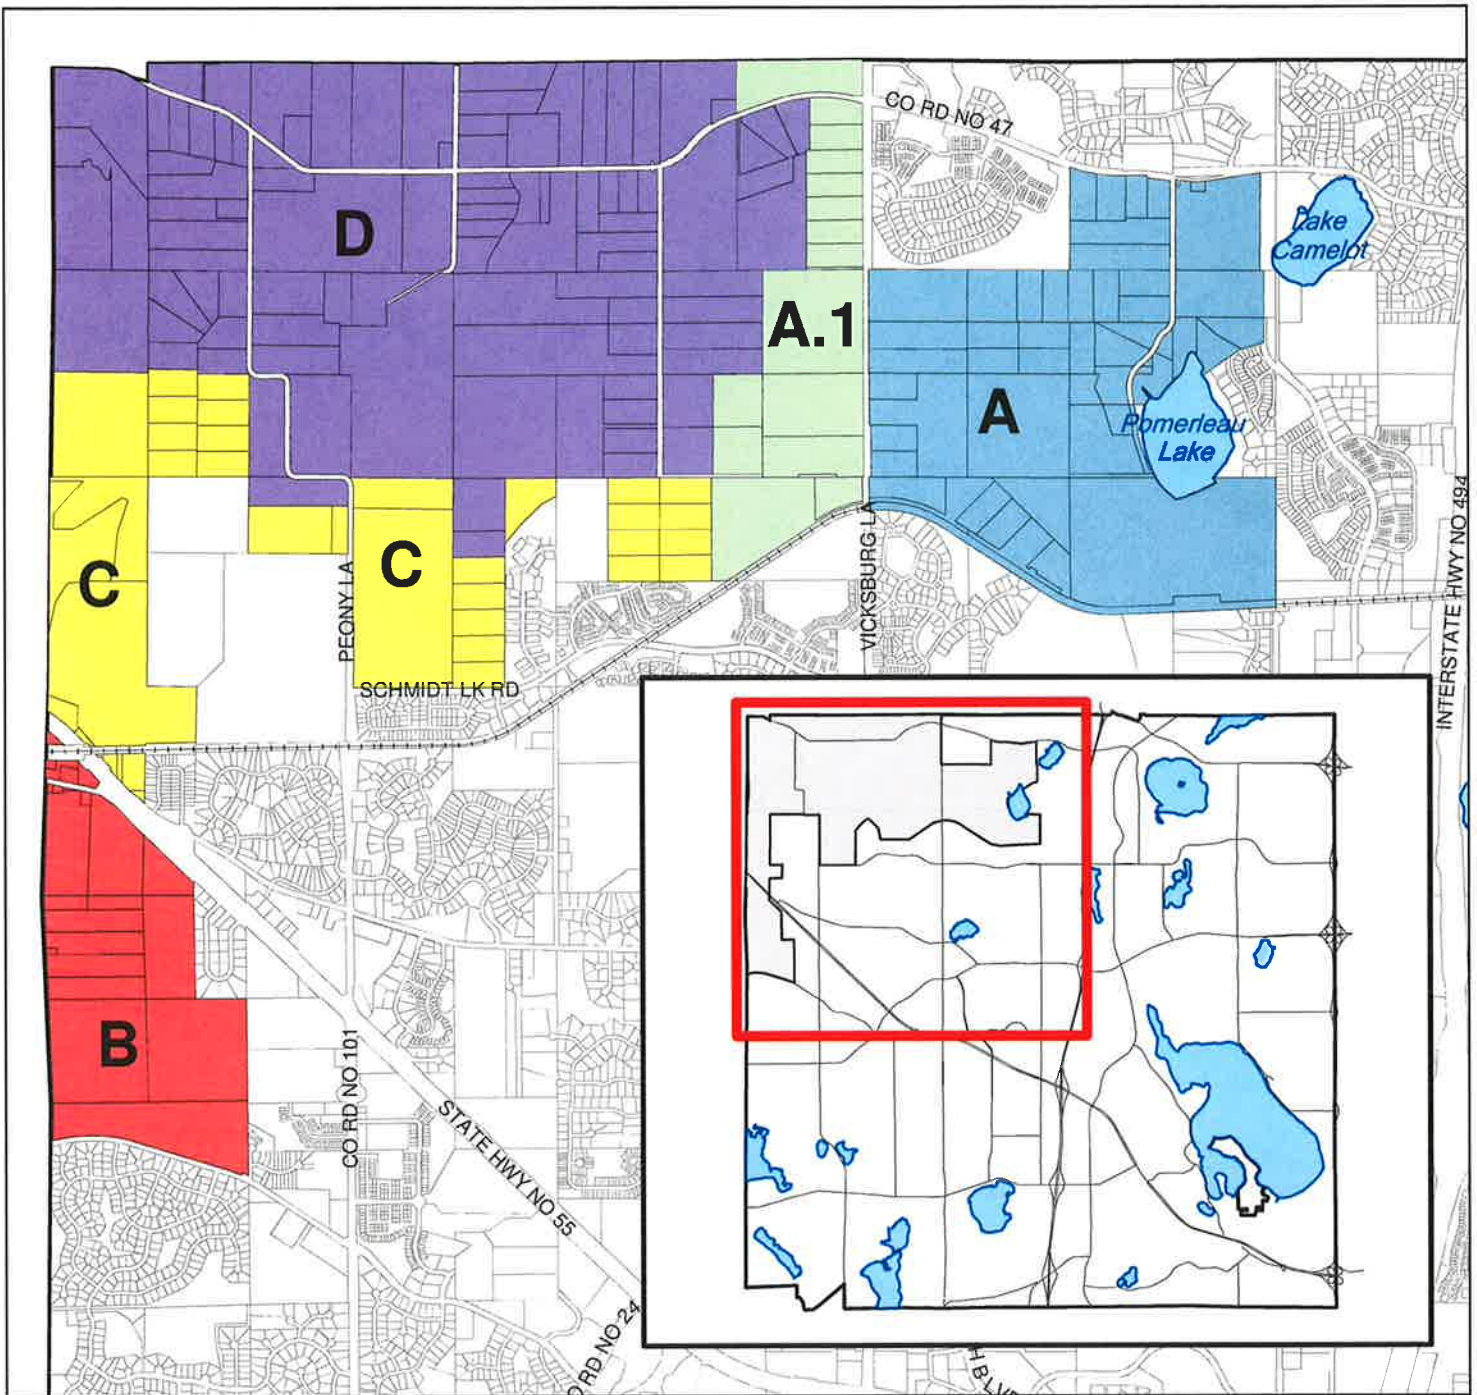 CO RD NO 47
D
Lake
Camelot
A.1
A
Pomerleau
Lake
C
C
PEONY LA
VICKSBURG LA
INTERSTATE HWY NO 494
SCHMIDT LK RD
B
CO RD NO 101
STATE HWY NO 55
RD NO 24